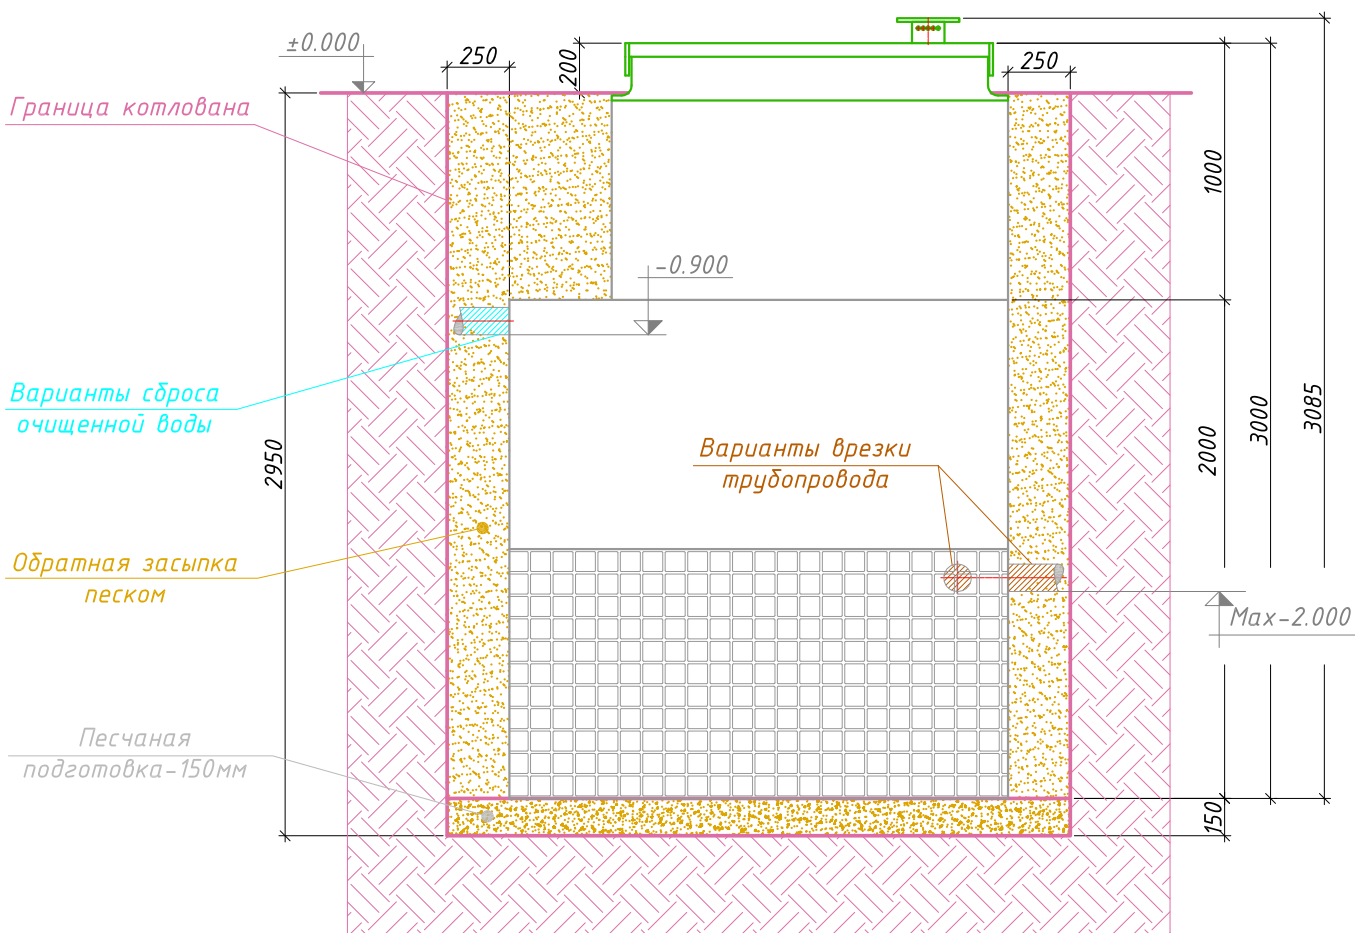 ±0.000
250
200
250
3085
Граница котлована
1000
-0.900
Варианты сброса
очищенной воды
2950
Варианты врезки
трубопровода
2000
3000
Обратная засыпка
песком
Max-2.000
Песчаная
подготовка-150мм
150